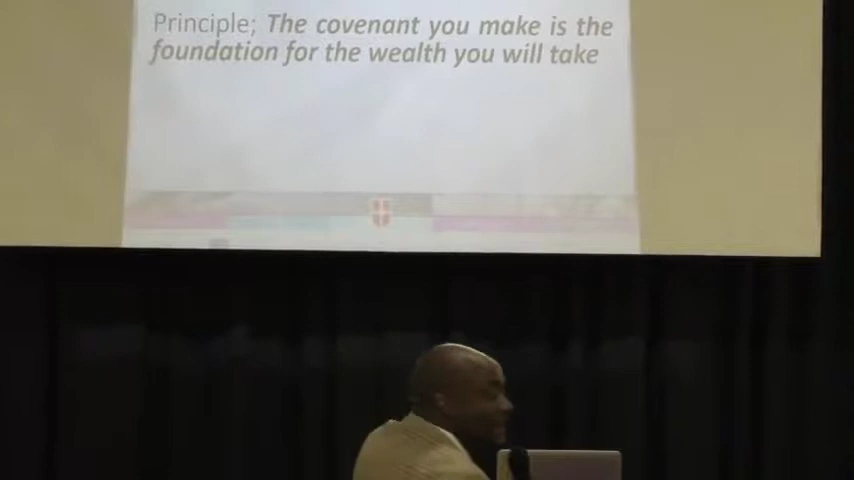 Principle; The covenant you make is the
foundation for the wealth you will take